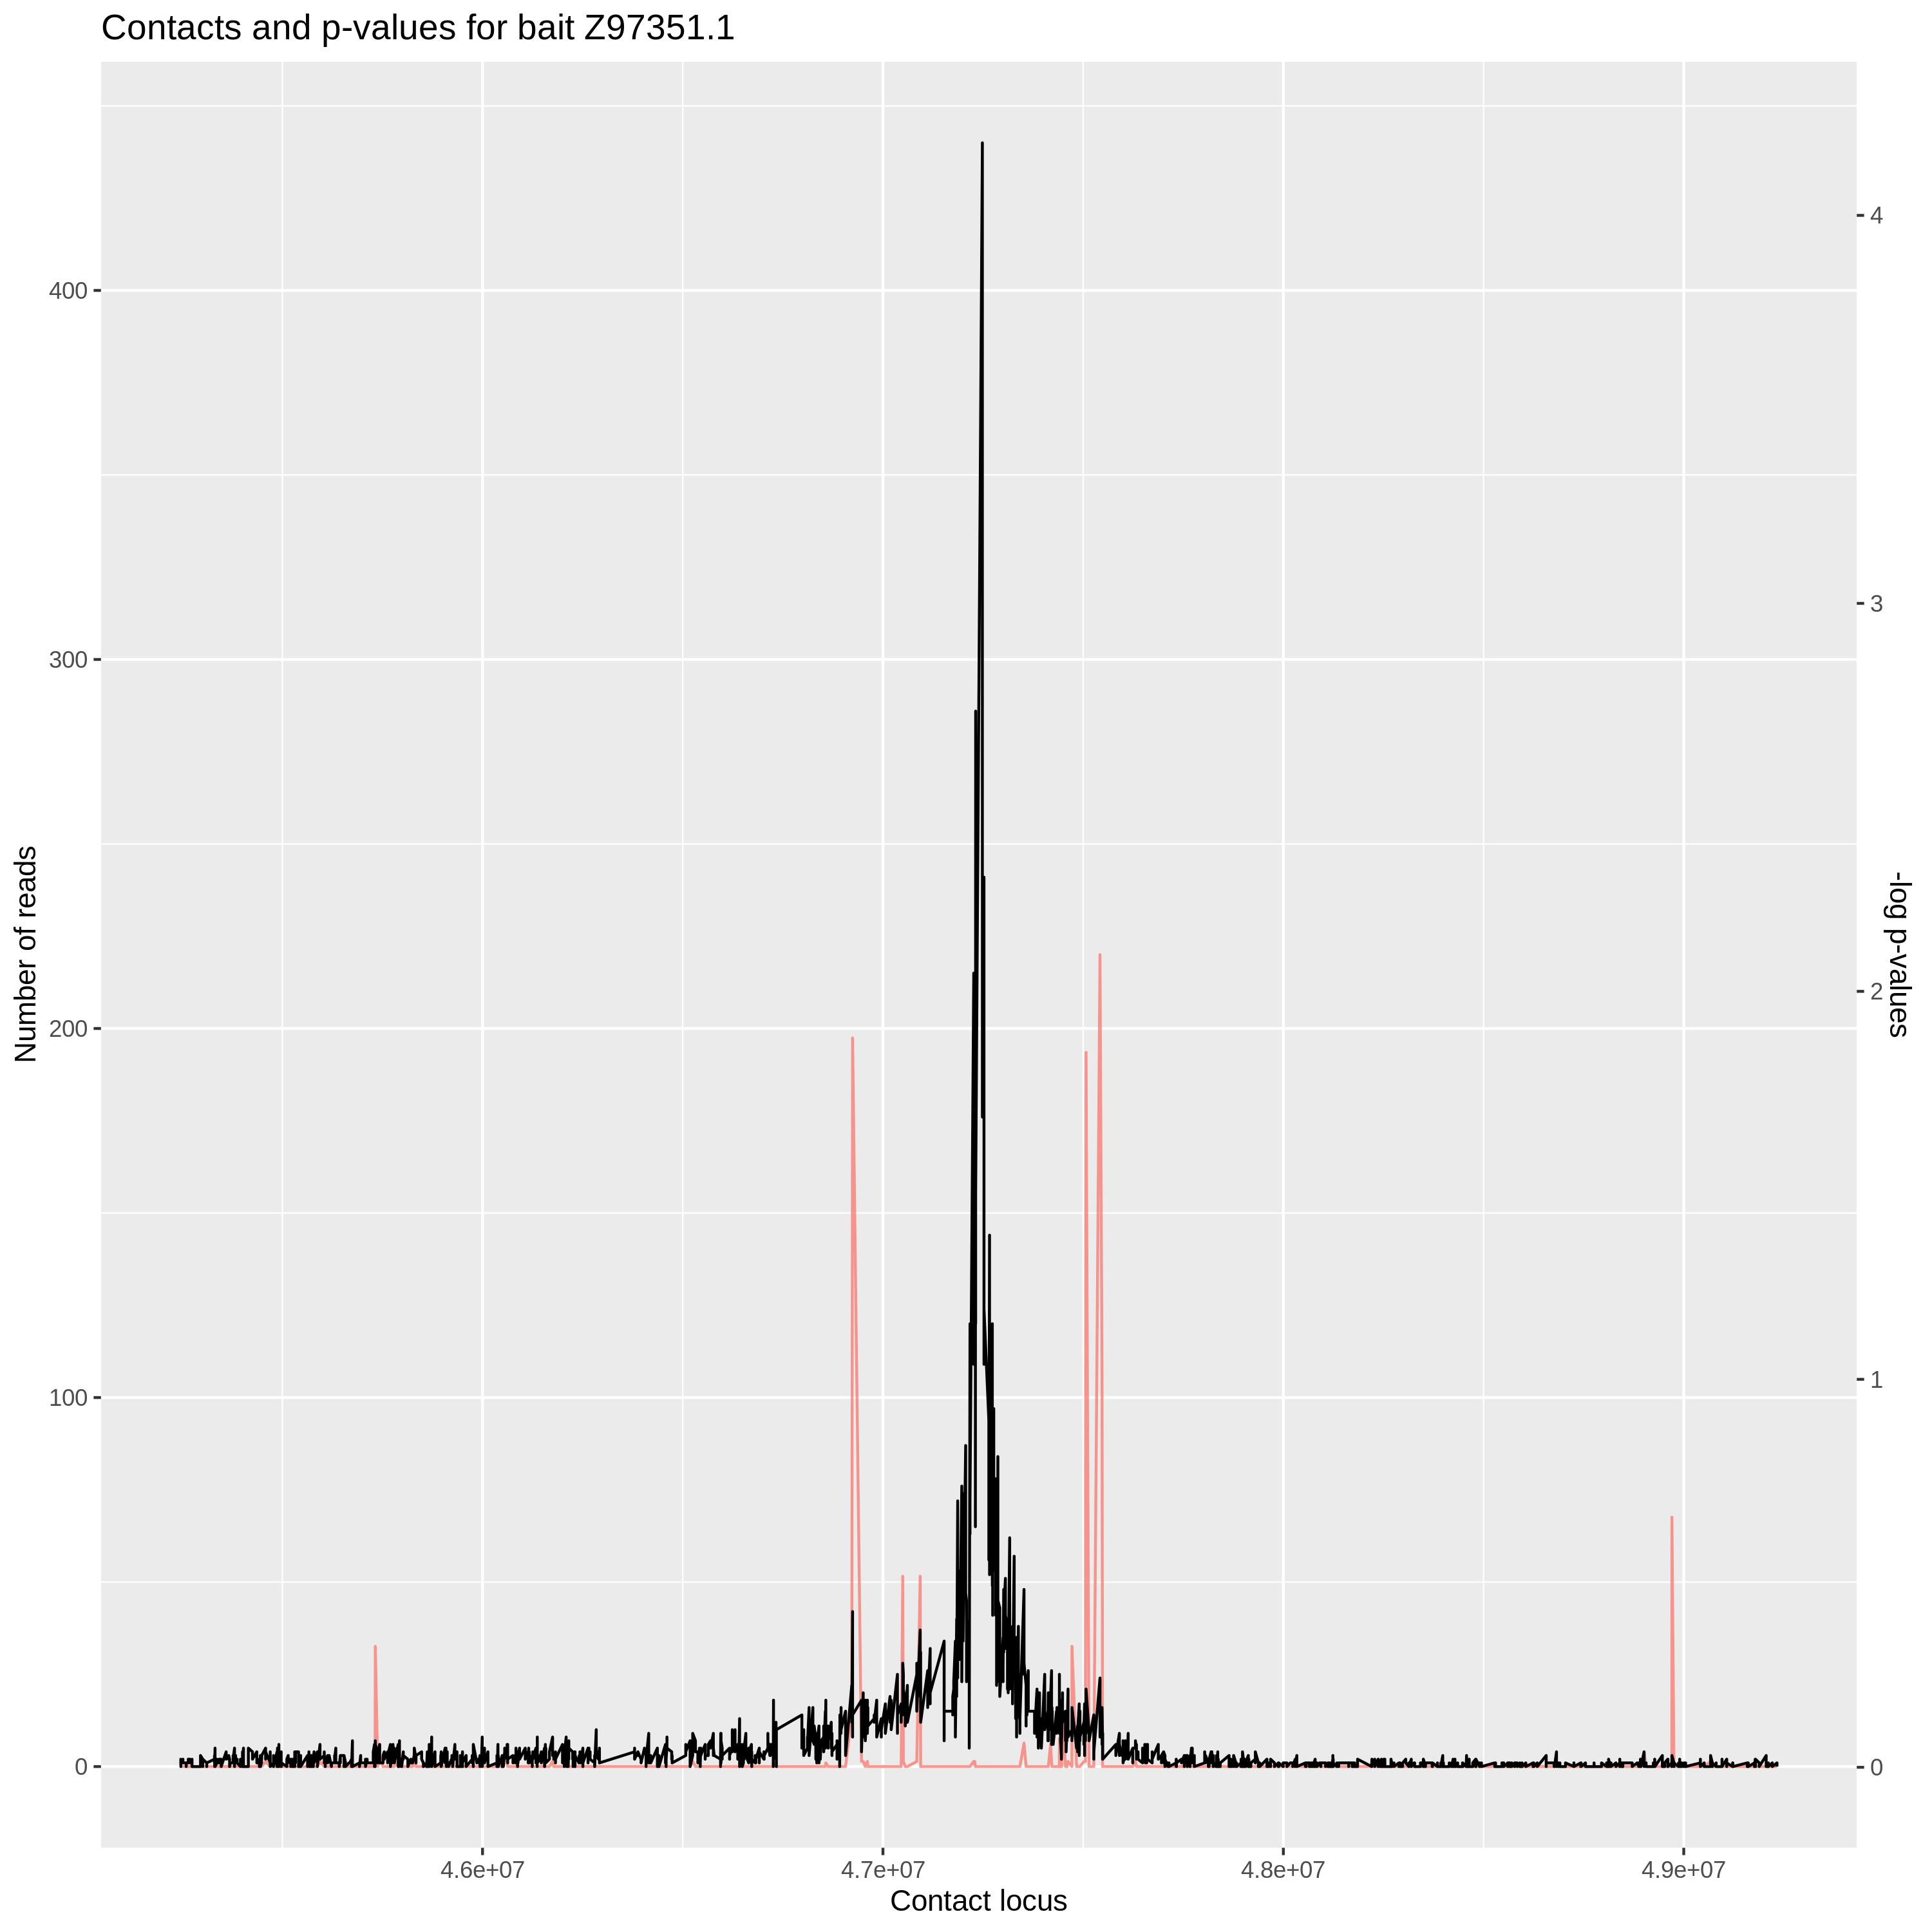 Contacts and p-values for bait Z97351.1
Number of reads
400
300
200
100
0
4
3
2
1
0
-log p-values
4.6e+07
4.7e+07
4.8e+07
4.9e+07
Contact locus